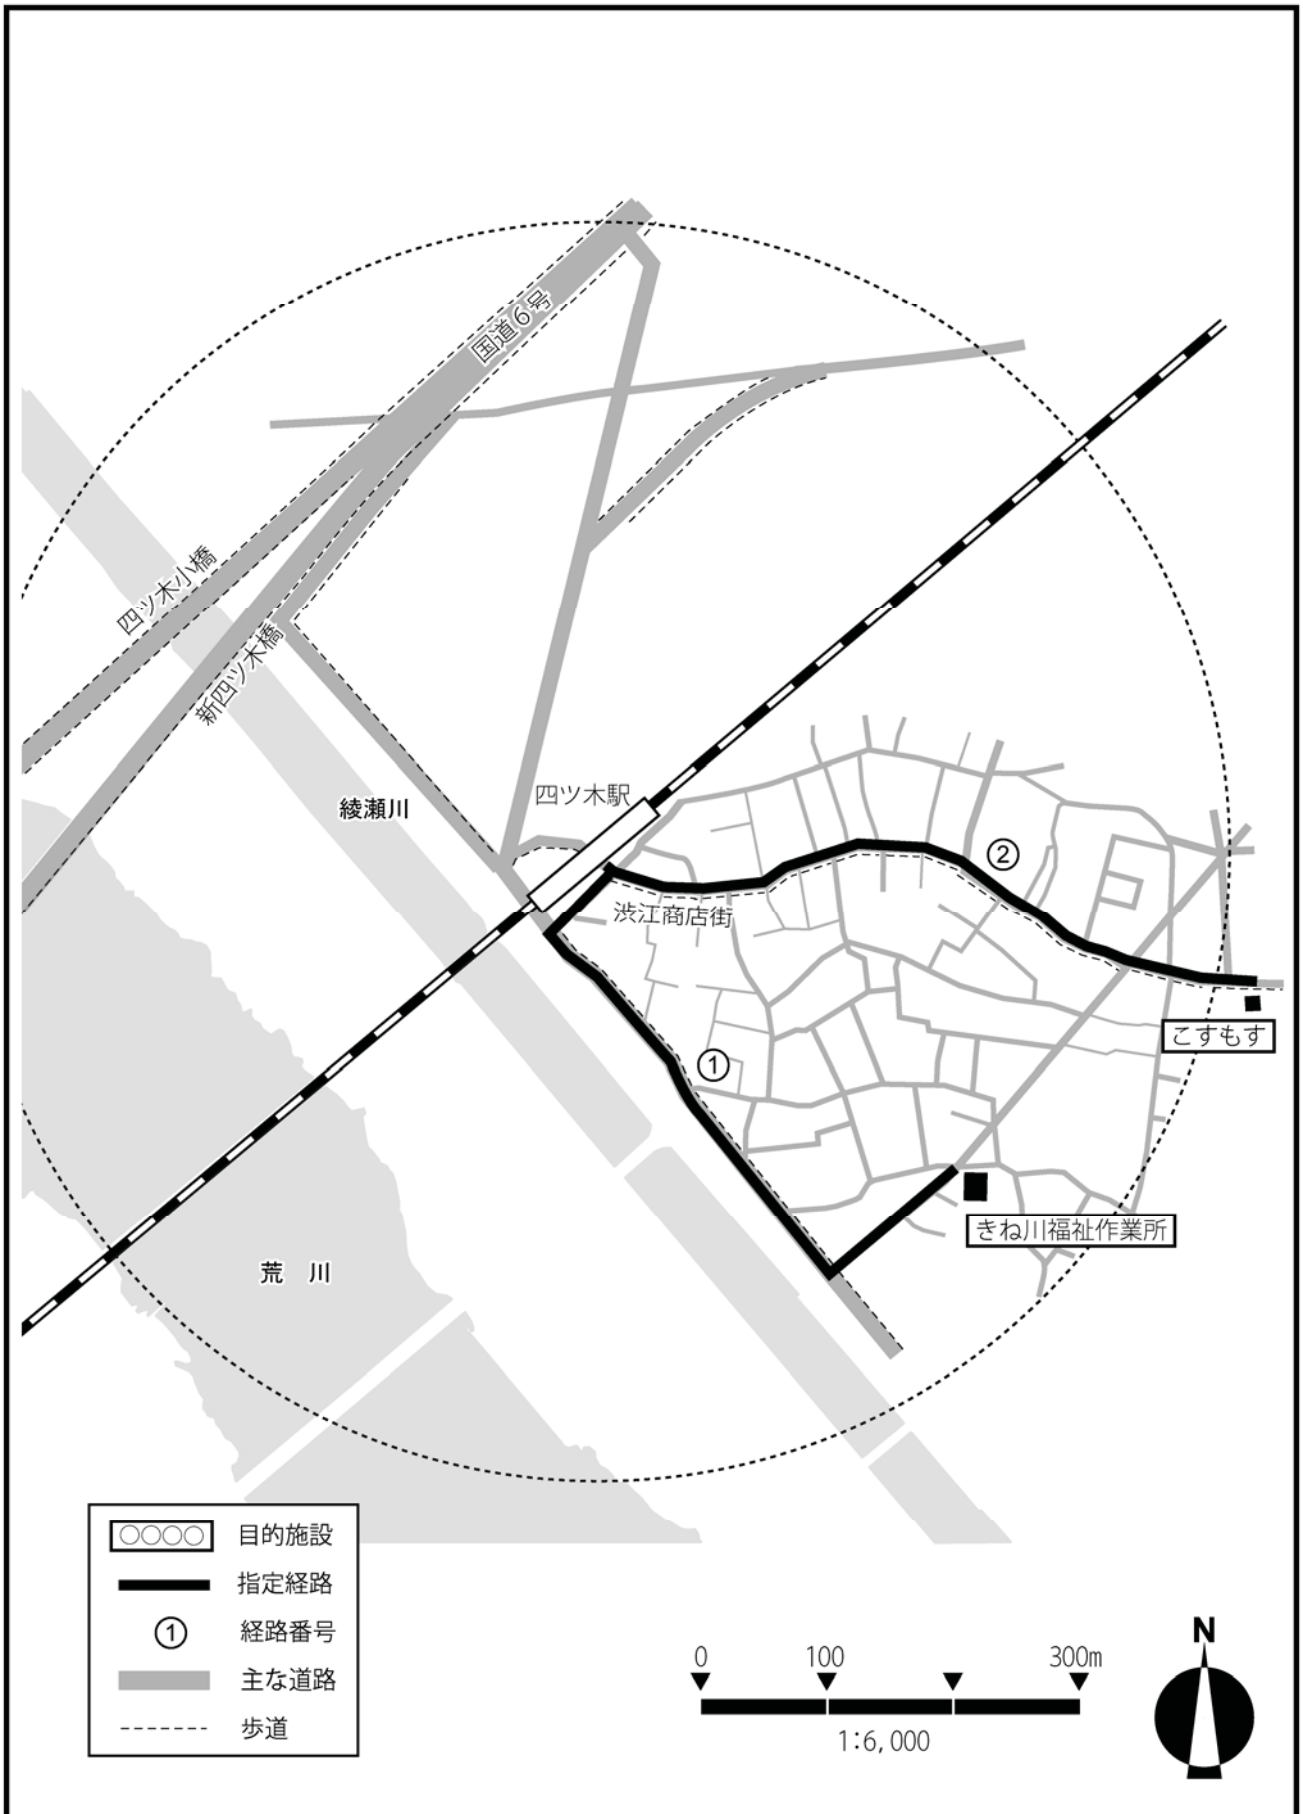 国道6号
四ツ木小橋
新四ツ木橋
四ツ木駅
綾瀬川
②
渋江商店街
こすもす
①
きね川福祉作業所
荒　川
○○○○ 目的施設
指定経路
① 経路番号
主な道路
歩道
0 100 300m
1:6,000
N